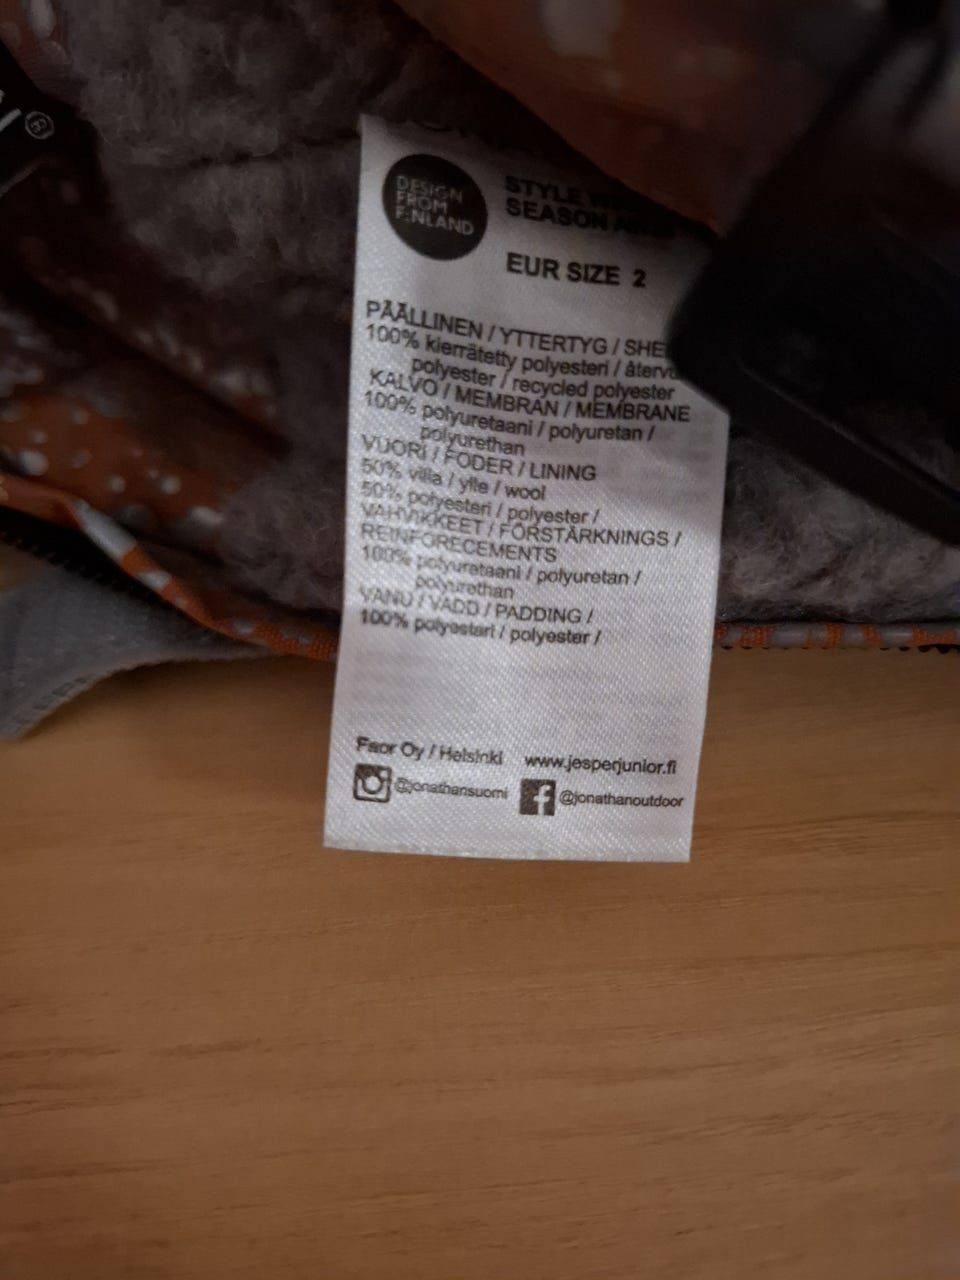 DESIGN
FROM
FINLAND
STYLE
SEASON
EUR SIZE 2
PÄÄLLINEN / YTTERTYG / SHE
100% kierrätetty polyesteri / återvu
polyester / recycled polyester
KALVO / MEMBRAN / MEMBRANE
100% polyuretaani / polyuretan /
polyurethan
VUORI / FODER / LINING
50% villa / ylle / wool
50% polyesteri / polyester /
VAHVIKKEET / FÖRSTÄRKNINGS /
REINFORECEMENTS
100% polyuretaani / polyuretan /
polyurethan
VANU / VADD / PADDING /
100% polyesteri / polyester /
Faor Oy / Helsinki www.jesperjunior.fi
@jonathansuomi @jonathanoutdoor